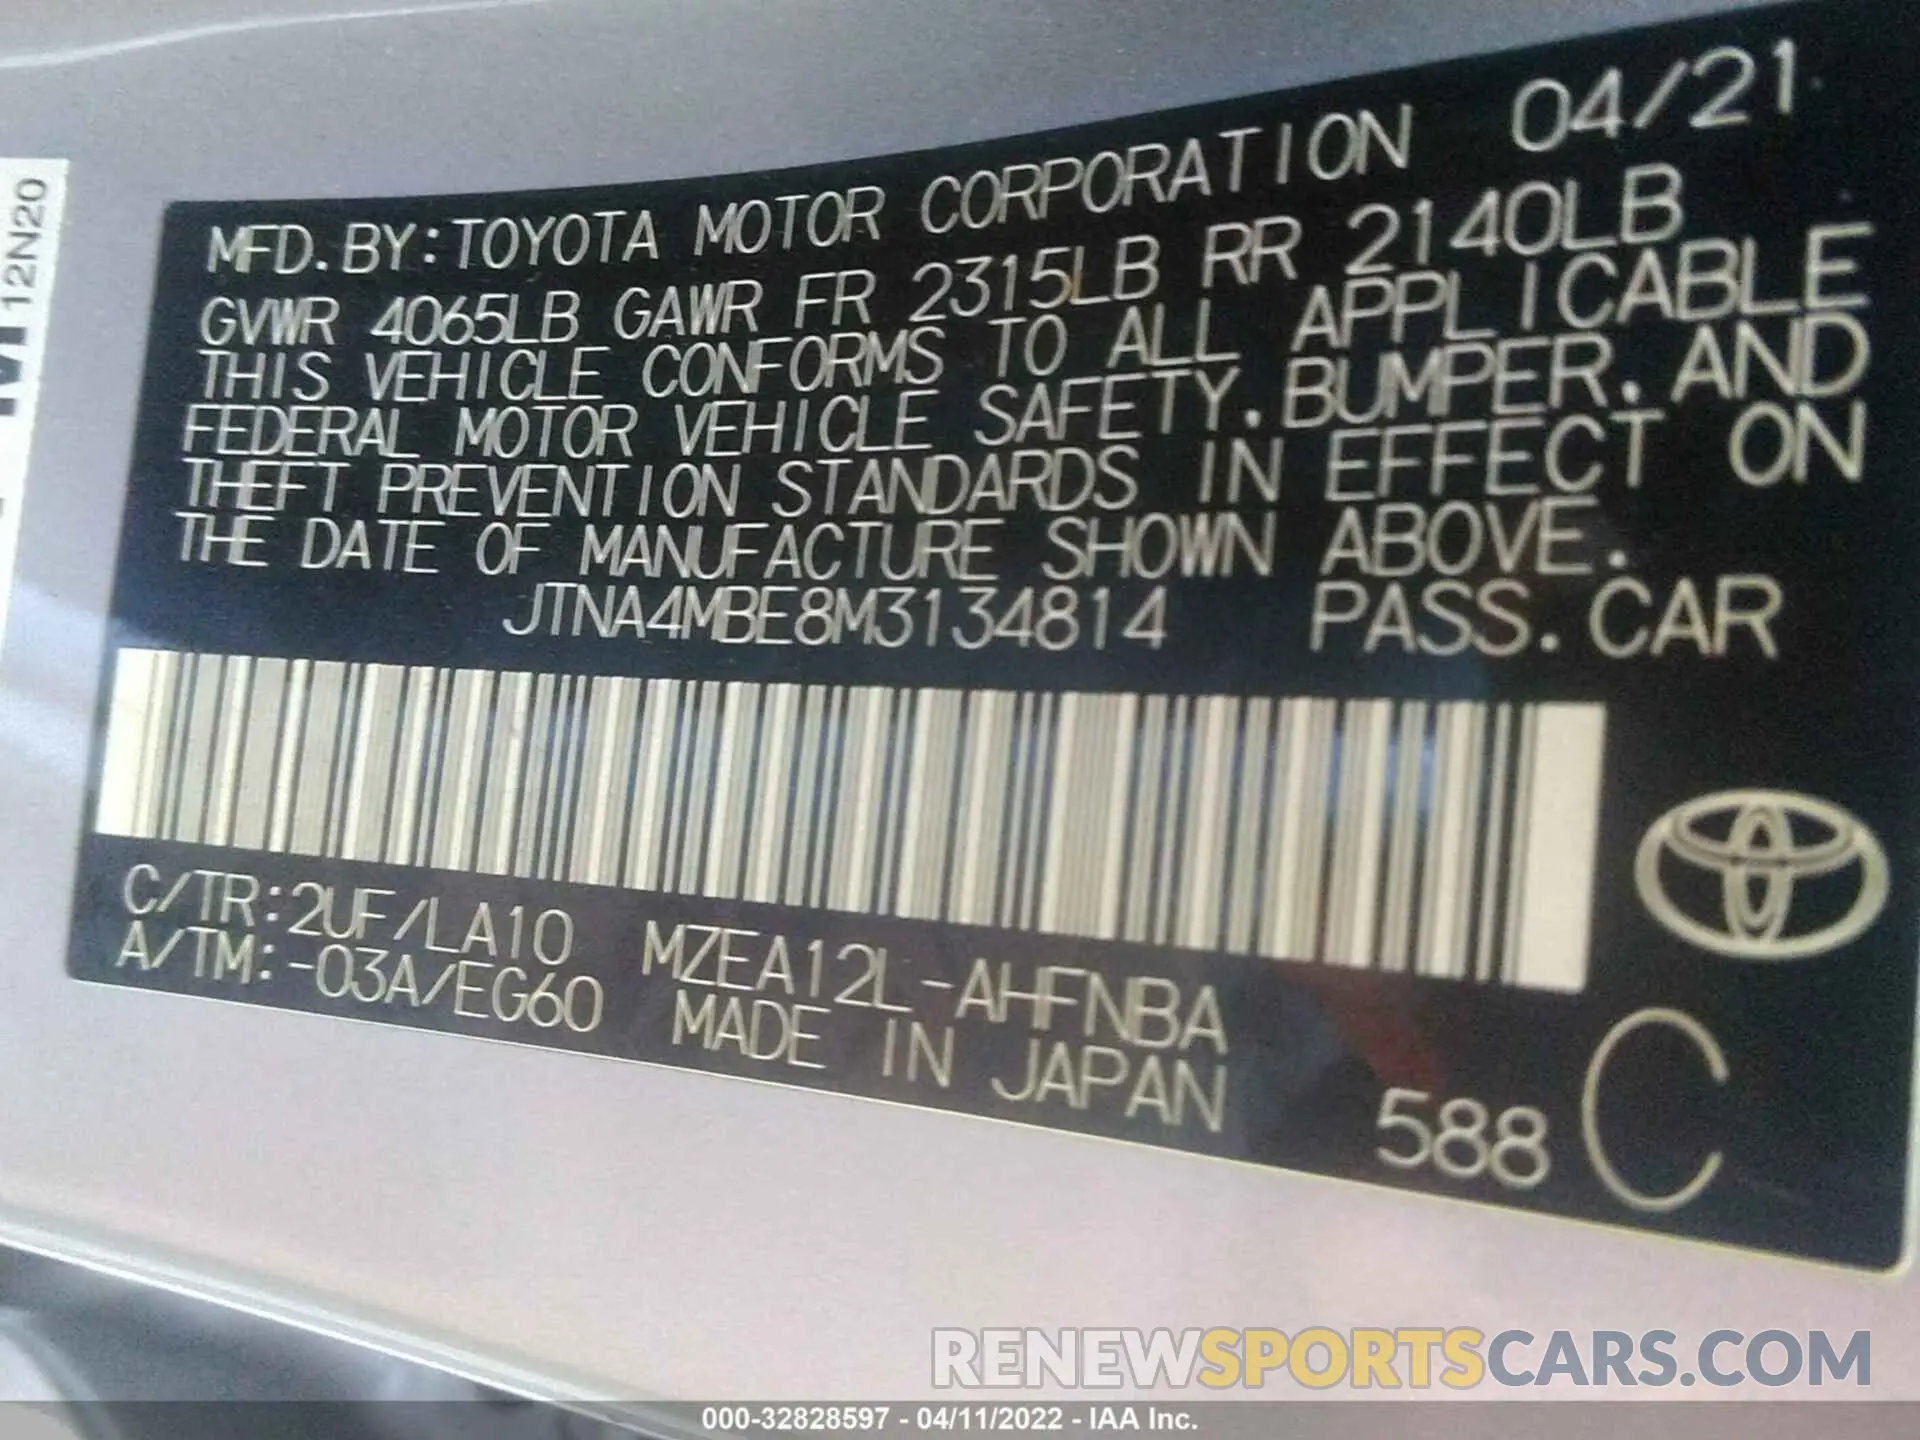 12N20
MFD.BY:TOYOTA MOTOR CORPORATION 04/21
GVWR 4065LB GAWR FR 2315LB RR 2140LB
THIS VEHICLE CONFORMS TO ALL APPLICABLE
FEDERAL MOTOR VEHICLE SAFETY,BUMPER,AND
THEFT PREVENTION STANDARDS IN EFFECT ON
THE DATE OF MANUFACTURE SHOWN ABOVE.
JTNA4MBE8M3134814 PASS.CAR
C/TR:2UF/LA10 MZEA12L-AHFNBA
A/TM:-03A/EG60 MADE IN JAPAN
588 C
RENEWSPORTSCARS.COM
000-32828597 - 04/11/2022 - IAA Inc.